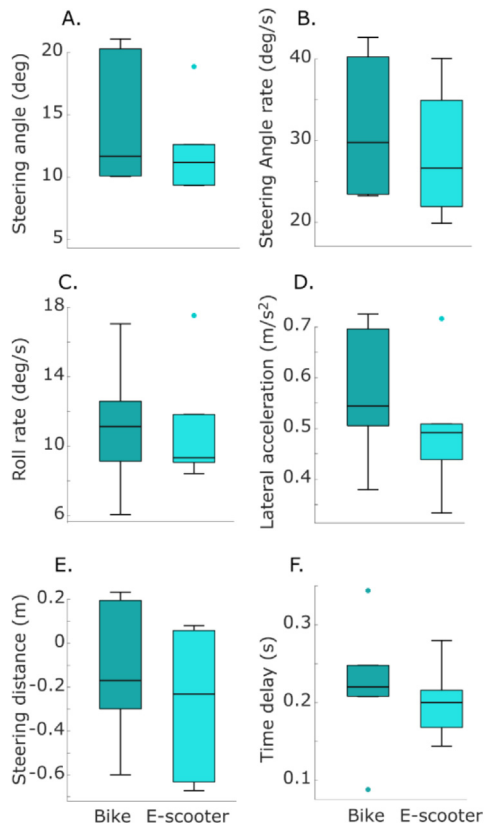 A.
Steering angle (deg)
20
15
10
5
B.
Steering Angle rate (deg/s)
40
30
20
C.
Roll rate (deg/s)
18
14
10
6
D.
Lateral acceleration (m/s²)
0.7
0.6
0.5
0.4
E.
Steering distance (m)
0.2
0
-0.2
-0.4
-0.6
Bike E-scooter
F.
Time delay (s)
0.3
0.2
0.1
Bike E-scooter